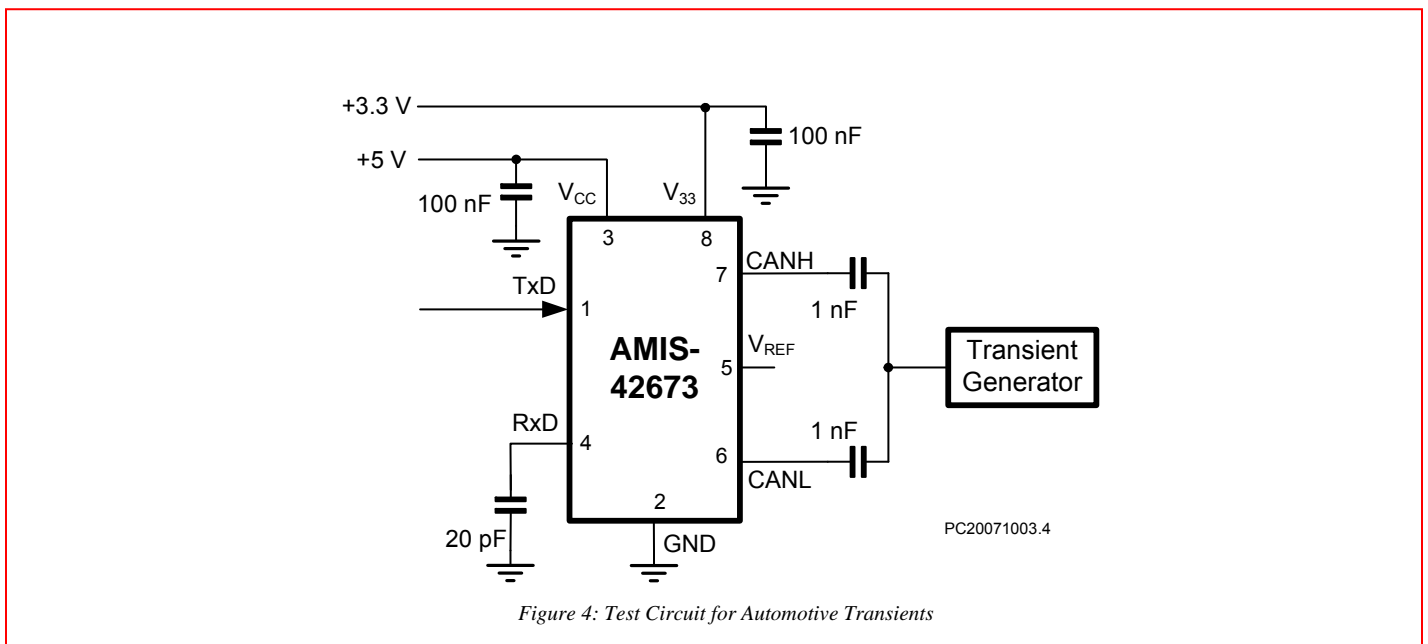 +3.3 V
100 nF
+5 V
100 nF
VCC
V33
3
8
7
CANH
TxD
1
1 nF
AMIS-
42673
VREF
5
Transient
Generator
RxD
4
1 nF
6
CANL
2
20 pF
GND
PC20071003.4
Figure 4: Test Circuit for Automotive Transients